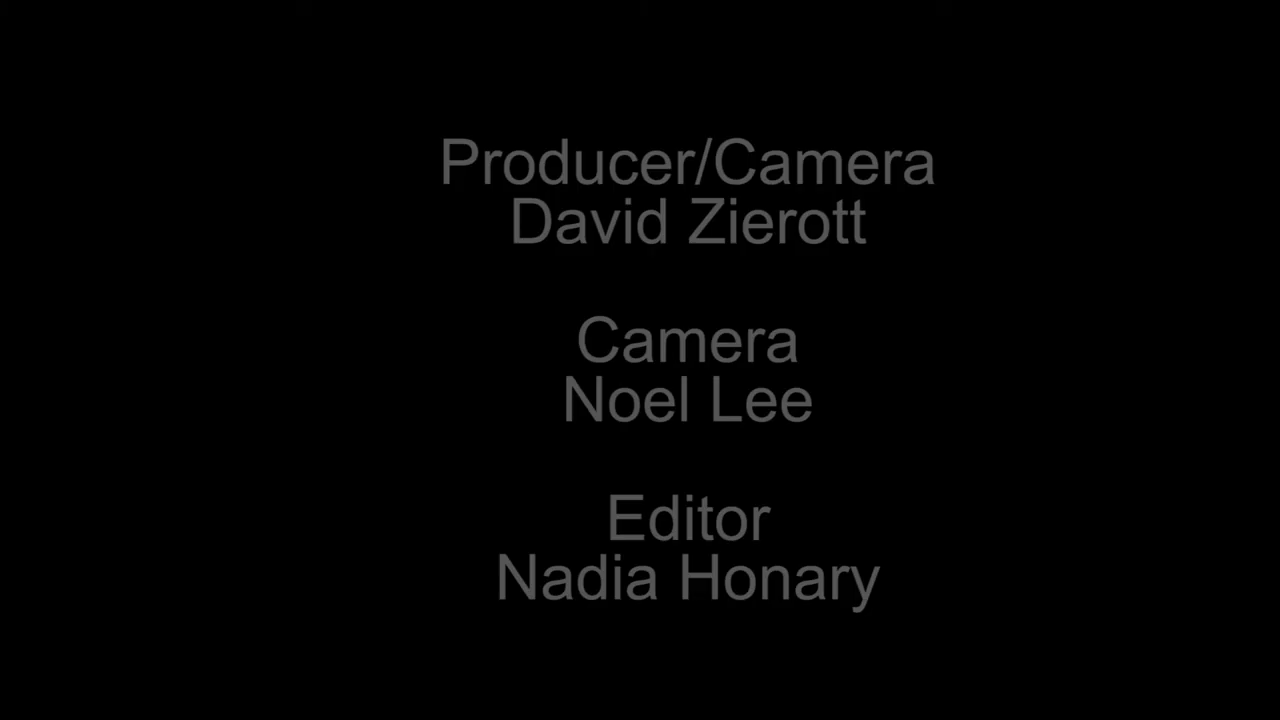 Producer/Camera
David Zierott
Camera
Noel Lee
Editor
Nadia Honary